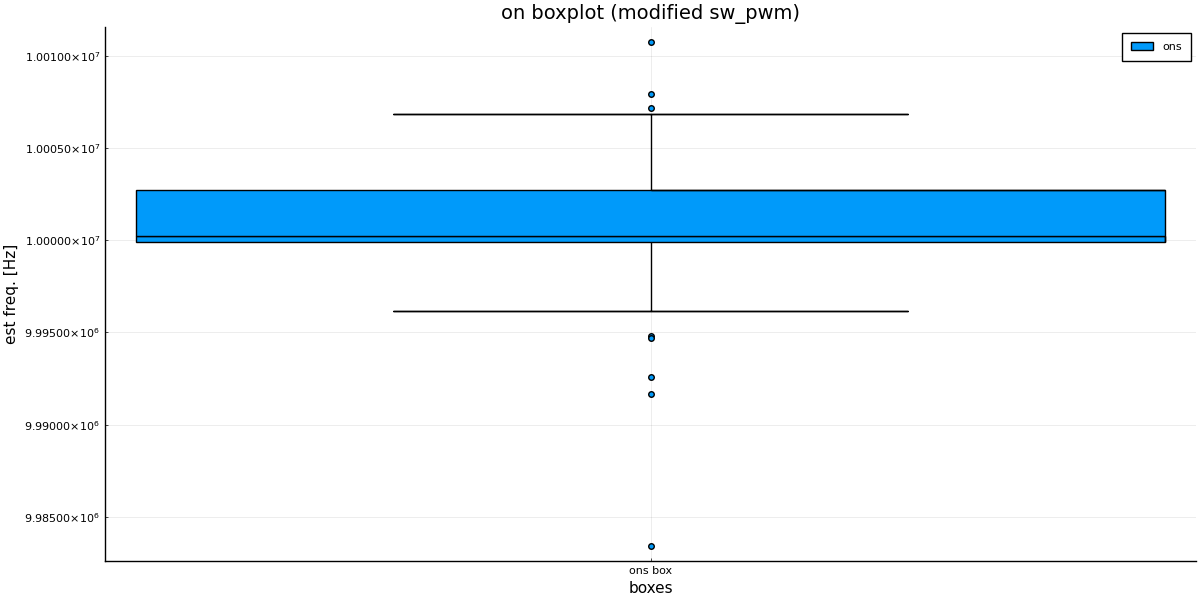 on boxplot (modified sw_pwm)
ons
1.00100×10⁷
1.00050×10⁷
1.00000×10⁷
9.99500×10⁶
9.99000×10⁶
9.98500×10⁶
est freq. [Hz]
ons box
boxes